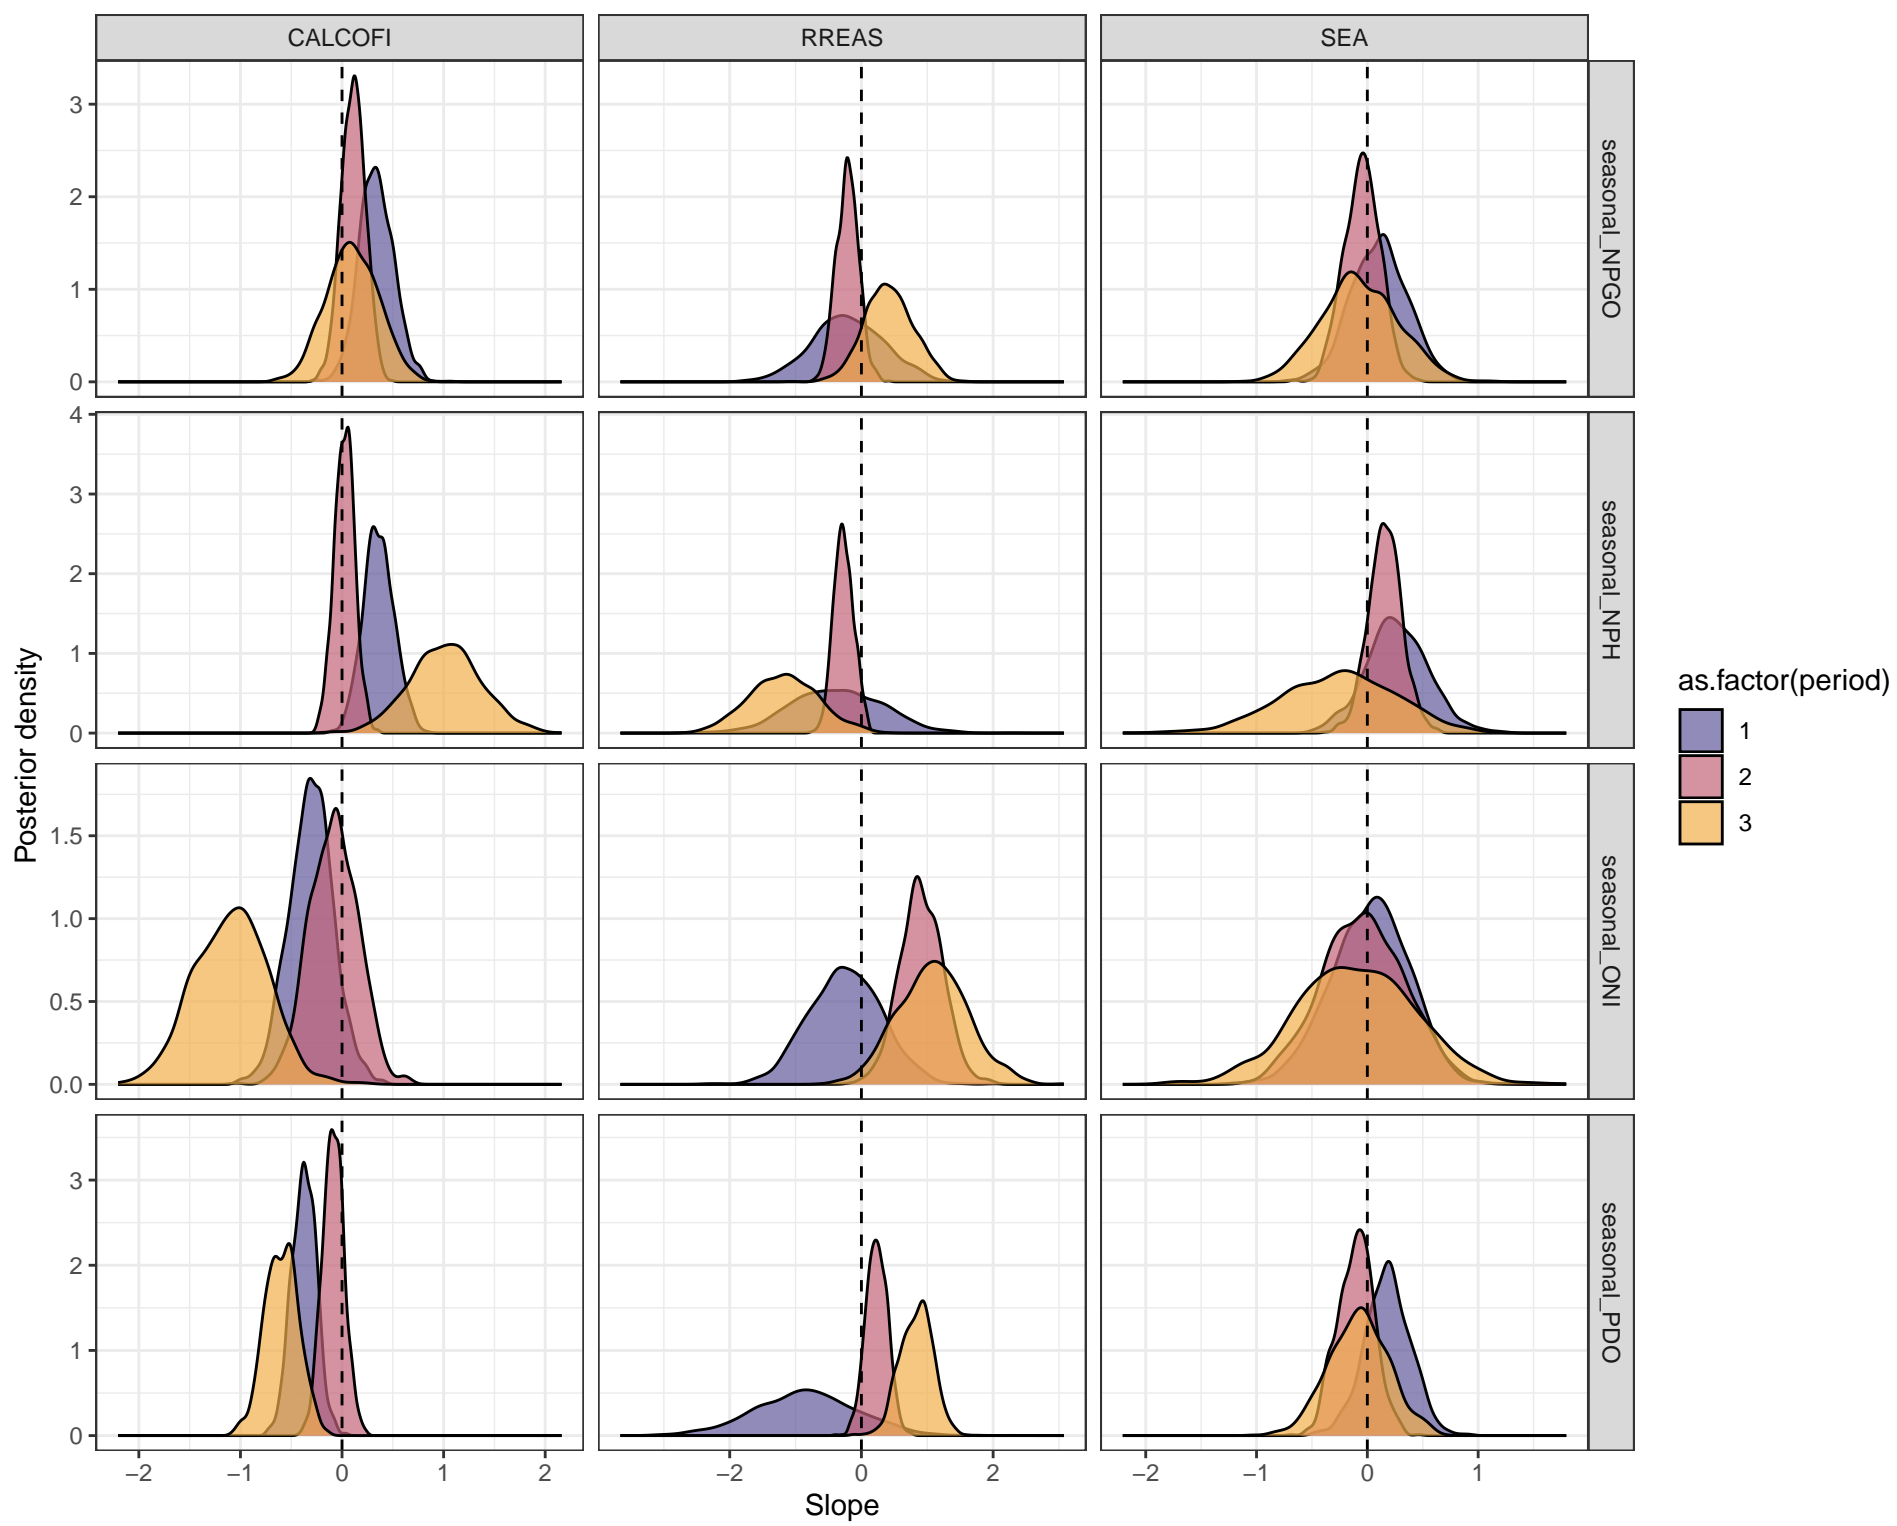 CALCOFI
RREAS
SEA
3
2
1
0
seasonal_NPGO
4
3
2
1
0
seasonal_NPH
1.5
1.0
0.5
0.0
seasonal_ONI
3
2
1
0
seasonal_PDO
−2 −1 0 1 2
−2 0 2
−2 −1 0 1
Slope
Posterior density
as.factor(period)
1
2
3